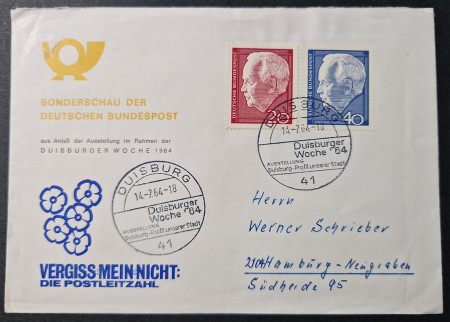 SONDERSCHAU DER
DEUTSCHEN BUNDESPOST
aus Anlaß der Ausstellung im Rahmen der
DUISBURGER WOCHE 1964
DEUTSCHE BUNDESPOST
20
DEUTSCHE BUNDESPOST
40
DUISBURG
14-7.64-18
Duisburger
Woche '64
AUSSTELLUNG
Duisburg-Profil unserer Stadt
41
DUISBURG
14-7.64-18
Duisburger
Woche '64
AUSSTELLUNG
Duisburg-Profil unserer Stadt
41
VERGISS·MEIN·NICHT:
DIE POSTLEITZAHL
Herrn
Werner Schrieber
Hamburg-Neugraben
Südheide 95